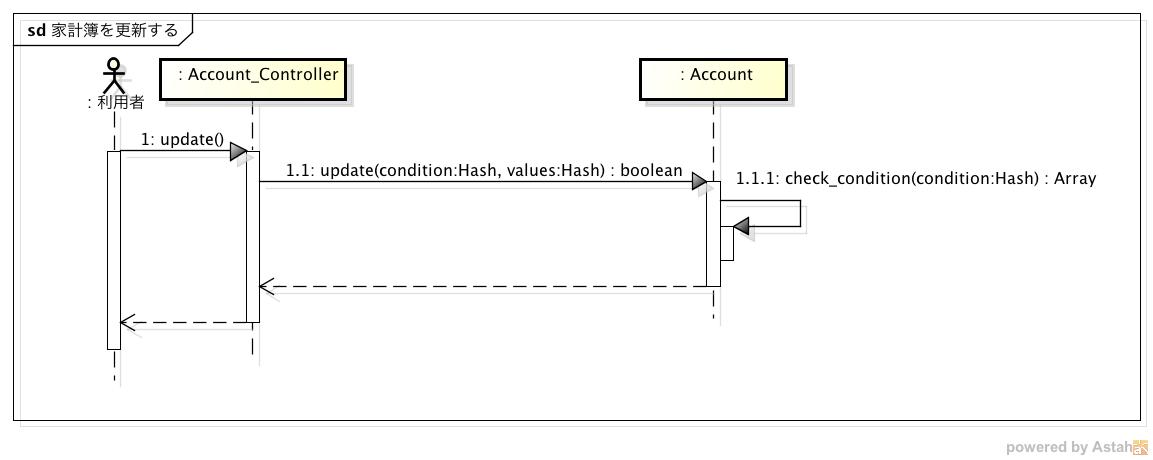 sd 家計簿を更新する
: 利用者
: Account_Controller
: Account
1: update()
1.1: update(condition:Hash, values:Hash) : boolean
1.1.1: check_condition(condition:Hash) : Array
powered by Astah